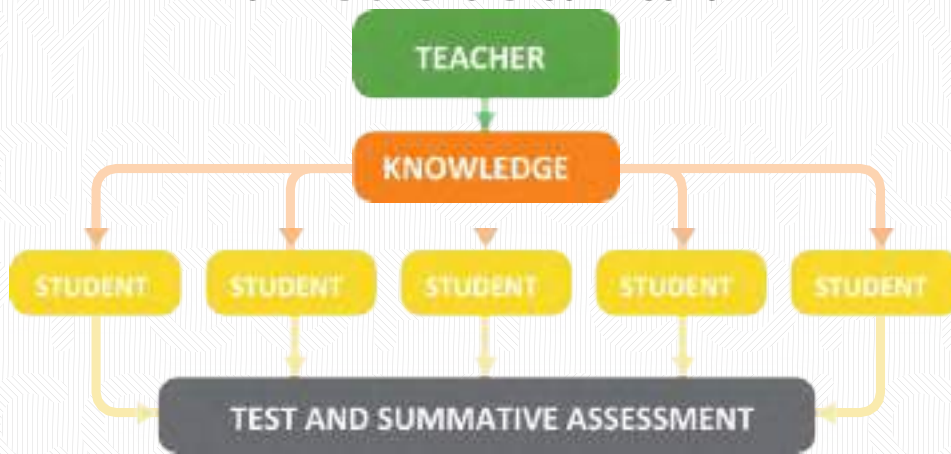 TEACHER
KNOWLEDGE
STUDENT STUDENT STUDENT STUDENT STUDENT
TEST AND SUMMATIVE ASSESSMENT